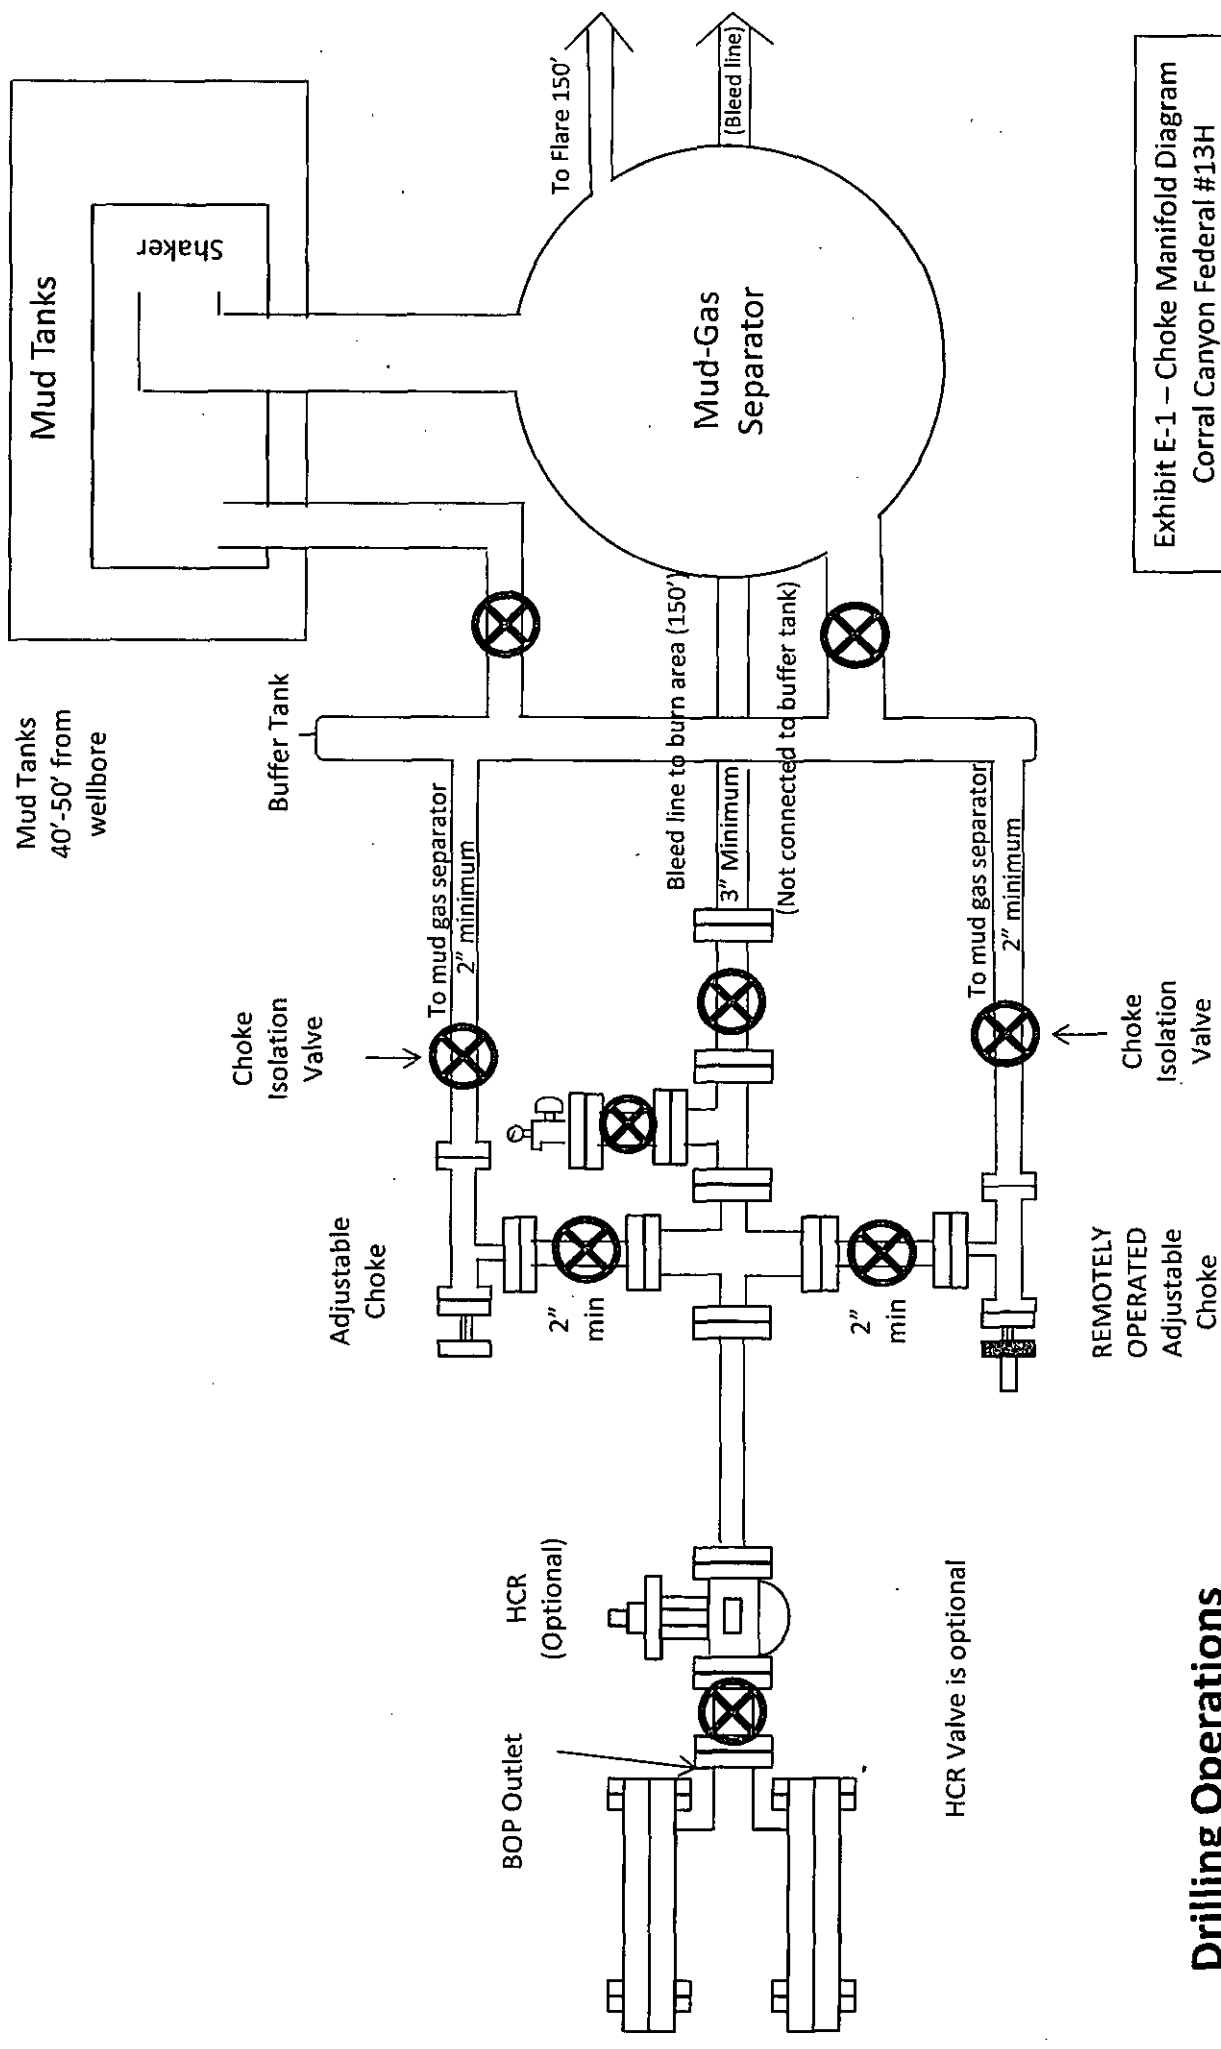 Mud Tanks
Shaker
Mud Tanks
40'-50' from
wellbore
To Flare 150'
(Bleed line)
Mud-Gas
Separator
Buffer Tank
Bleed line to burn area (150')
3" Minimum
(Not connected to buffer tank)
To mud gas separator
2" minimum
To mud gas separator
2" minimum
Choke
Isolation
Valve
Choke
Isolation
Valve
Adjustable
Choke
2"
min
2"
min
REMOTELY
OPERATED
Adjustable
Choke
HCR
(Optional)
BOP Outlet
HCR Valve is optional
Exhibit E-1 – Choke Manifold Diagram
Corral Canyon Federal #13H
Drilling Operations